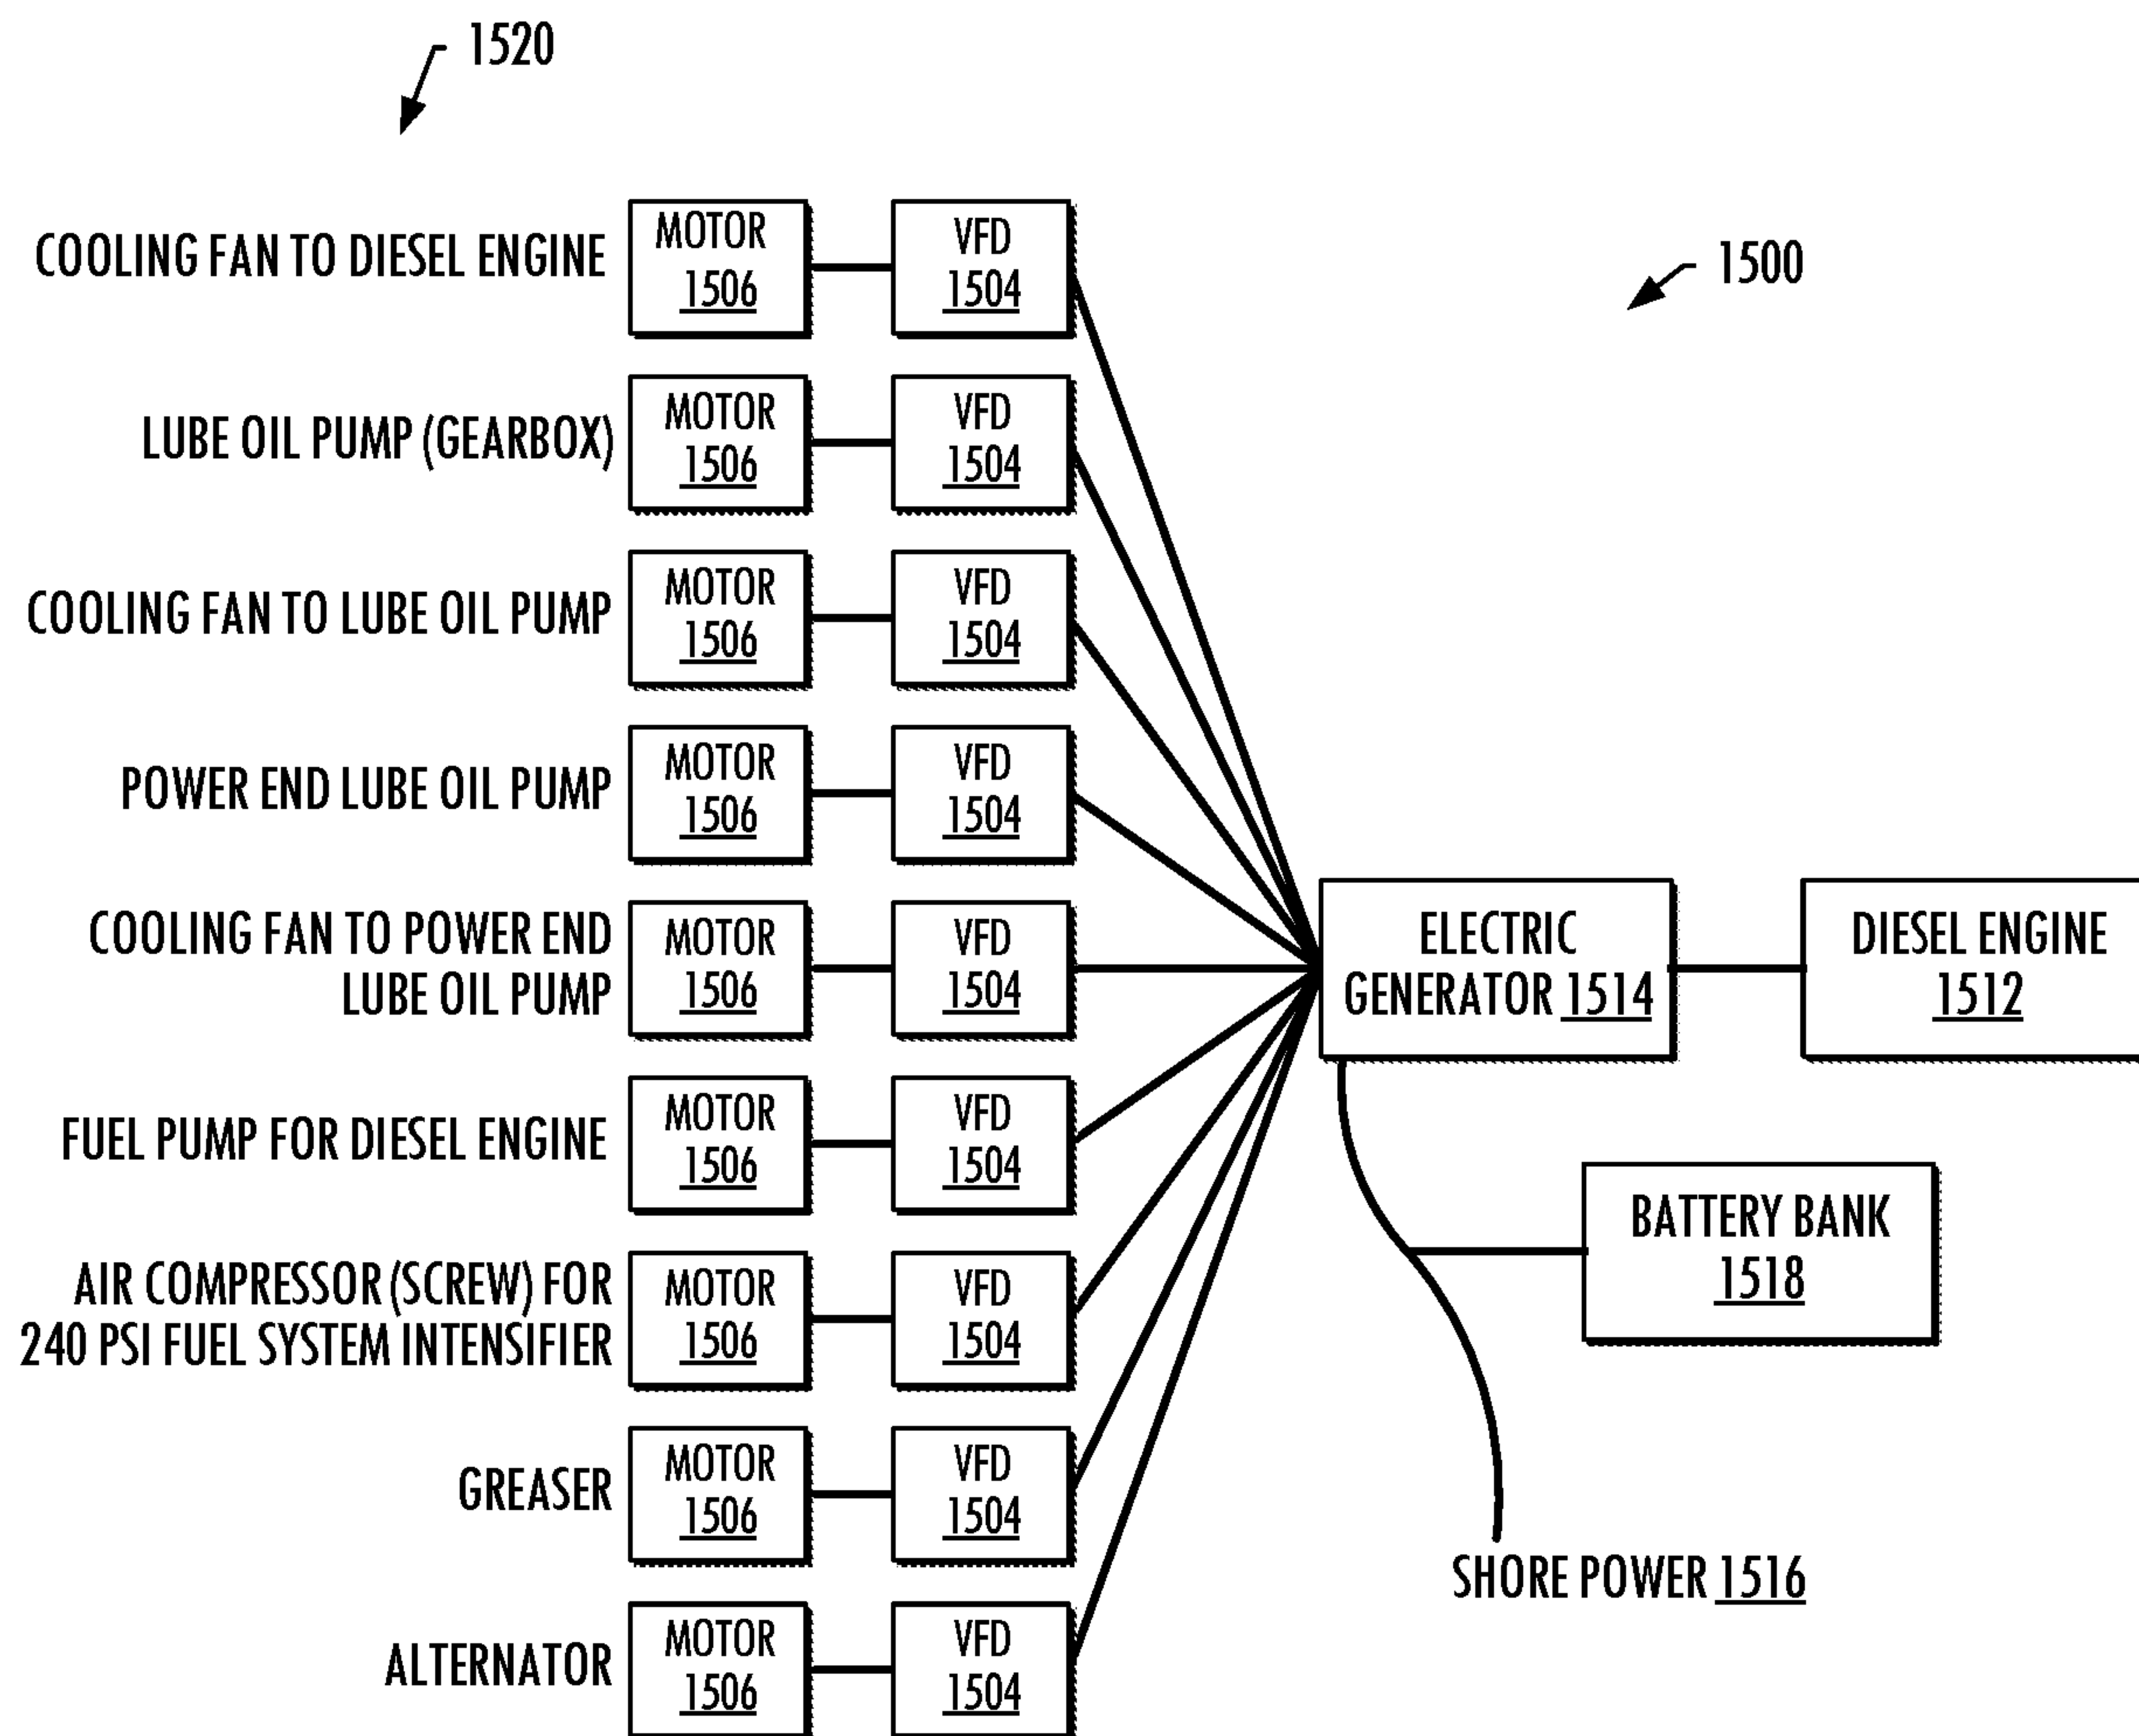 1520
1500
COOLING FAN TO DIESEL ENGINE
MOTOR
1506
VFD
1504
LUBE OIL PUMP (GEARBOX)
MOTOR
1506
VFD
1504
COOLING FAN TO LUBE OIL PUMP
MOTOR
1506
VFD
1504
POWER END LUBE OIL PUMP
MOTOR
1506
VFD
1504
COOLING FAN TO POWER END
LUBE OIL PUMP
MOTOR
1506
VFD
1504
ELECTRIC
GENERATOR 1514
DIESEL ENGINE
1512
FUEL PUMP FOR DIESEL ENGINE
MOTOR
1506
VFD
1504
BATTERY BANK
1518
AIR COMPRESSOR (SCREW) FOR
240 PSI FUEL SYSTEM INTENSIFIER
MOTOR
1506
VFD
1504
GREASER
MOTOR
1506
VFD
1504
SHORE POWER 1516
ALTERNATOR
MOTOR
1506
VFD
1504